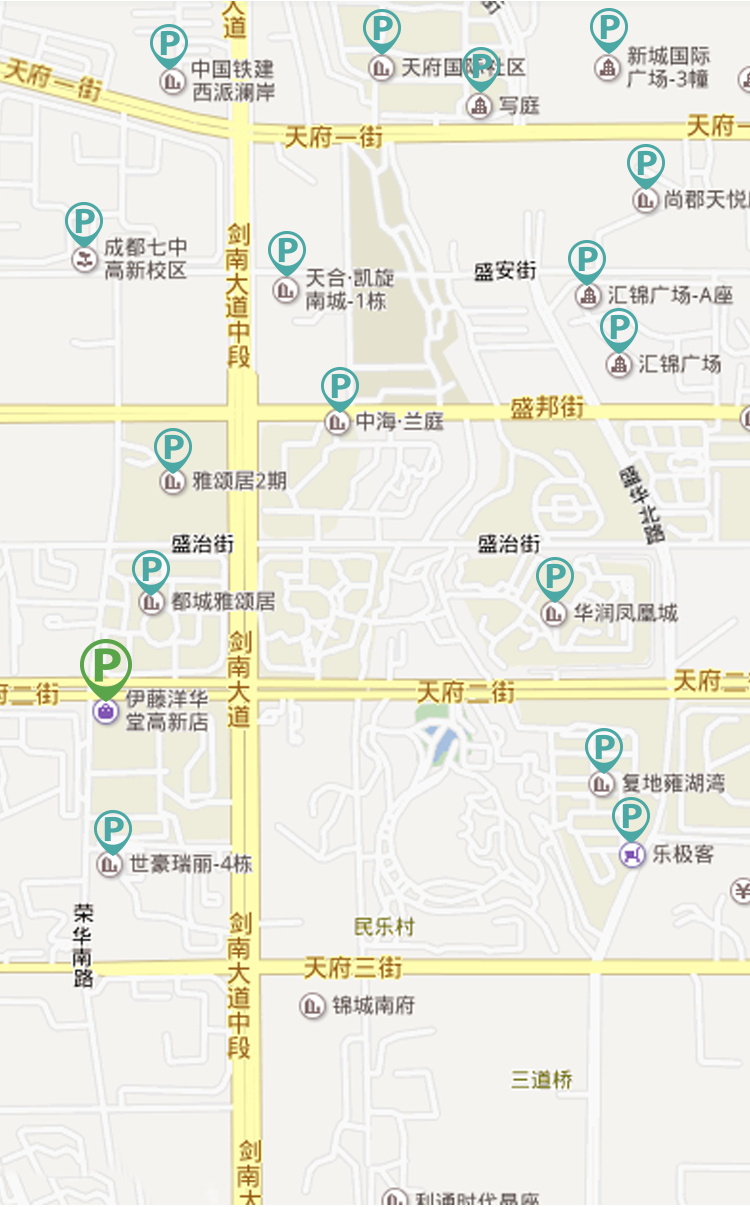 大道
P
P
P
P
中国铁建
西派澜岸
天府国际社区
新城国际
广场-3幢
写庭
天府一街
天府一街
天府一
P
P
P
P
尚郡天悦
成都七中
高新校区
剑南大道中段
天合·凯旋
南城-1栋
盛安街
汇锦广场-A座
P
汇锦广场
P
盛邦街
中海·兰庭
P
雅颂居2期
盛兴华路
盛治街
盛治街
P
P
都城雅颂居
华润凤凰城
剑南大道
P
府二街
天府二街
天府二
伊藤洋华
堂高新店
P
复地雍湖湾
P
P
乐极客
世豪瑞丽-4栋
荣华南路
剑南大道中段
民乐村
天府三街
锦城南府
三道桥
剑南大
利通时代晶座